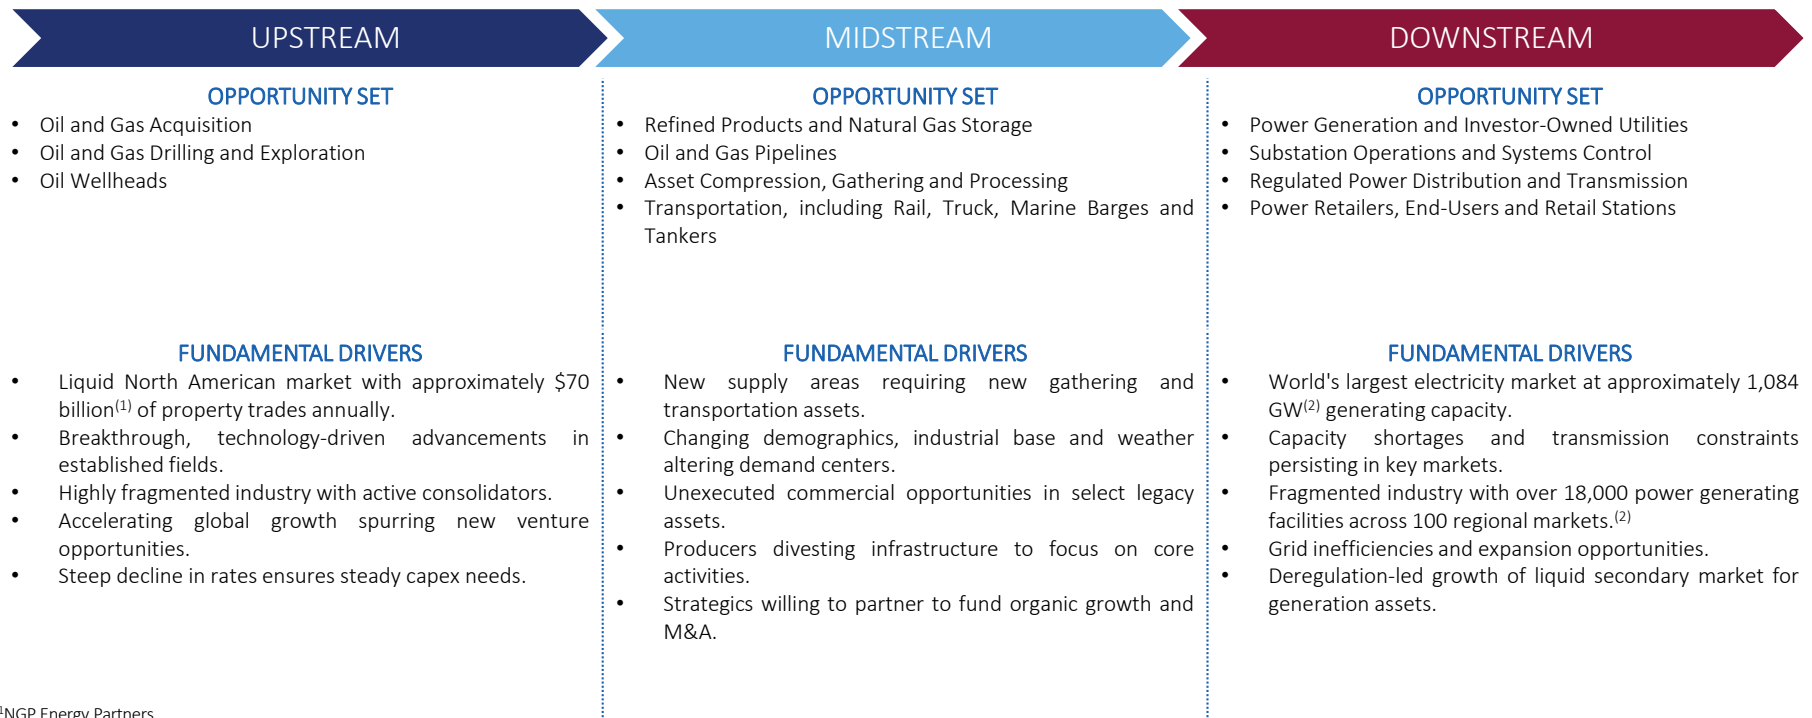 UPSTREAM
MIDSTREAM
DOWNSTREAM
OPPORTUNITY SET
• Oil and Gas Acquisition
• Oil and Gas Drilling and Exploration
• Oil Wellheads
OPPORTUNITY SET
• Refined Products and Natural Gas Storage
• Oil and Gas Pipelines
• Asset Compression, Gathering and Processing
• Transportation, including Rail, Truck, Marine Barges and
Tankers
OPPORTUNITY SET
• Power Generation and Investor-Owned Utilities
• Substation Operations and Systems Control
• Regulated Power Distribution and Transmission
• Power Retailers, End-Users and Retail Stations
FUNDAMENTAL DRIVERS
• Liquid North American market with approximately $70
billion(1) of property trades annually.
• Breakthrough, technology-driven advancements in
established fields.
• Highly fragmented industry with active consolidators.
• Accelerating global growth spurring new venture
opportunities.
• Steep decline in rates ensures steady capex needs.
FUNDAMENTAL DRIVERS
• New supply areas requiring new gathering and
transportation assets.
• Changing demographics, industrial base and weather
altering demand centers.
• Unexecuted commercial opportunities in select legacy
assets.
• Producers divesting infrastructure to focus on core
activities.
• Strategics willing to partner to fund organic growth and
M&A.
FUNDAMENTAL DRIVERS
• World's largest electricity market at approximately 1,084
GW(2) generating capacity.
• Capacity shortages and transmission constraints
persisting in key markets.
• Fragmented industry with over 18,000 power generating
facilities across 100 regional markets.(2)
• Grid inefficiencies and expansion opportunities.
• Deregulation-led growth of liquid secondary market for
generation assets.
1NGP Energy Partners